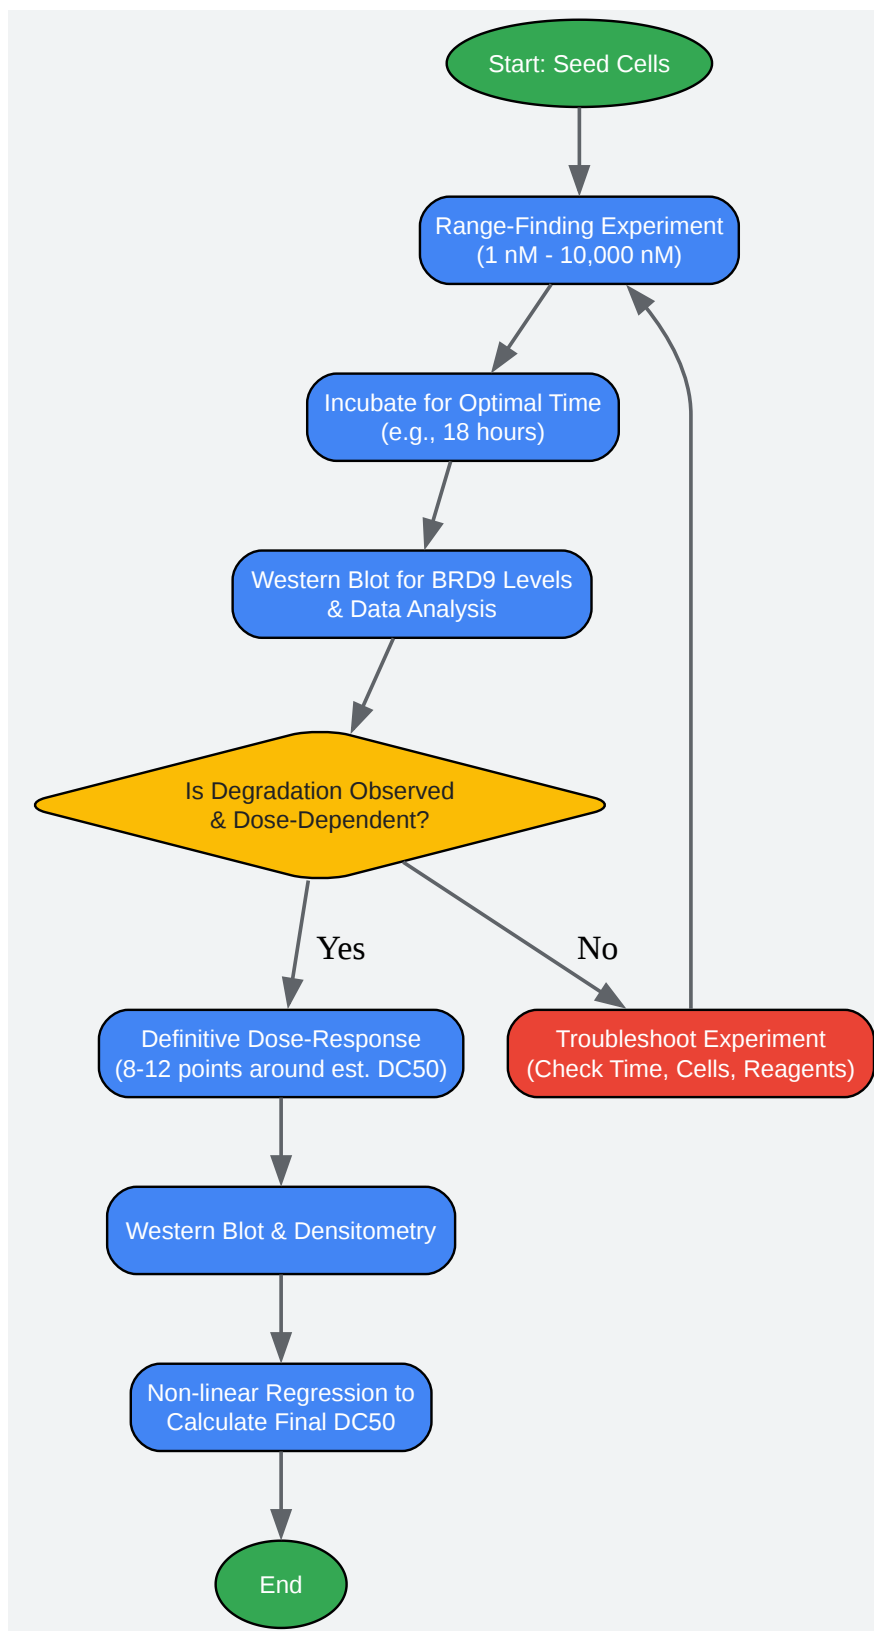 Start: Seed Cells
Range-Finding Experiment
(1 nM - 10,000 nM)
Incubate for Optimal Time
(e.g., 18 hours)
Western Blot for BRD9 Levels
& Data Analysis
Is Degradation Observed
& Dose-Dependent?
Yes
No
Definitive Dose-Response
(8-12 points around est. DC50)
Troubleshoot Experiment
(Check Time, Cells, Reagents)
Western Blot & Densitometry
Non-linear Regression to
Calculate Final DC50
End